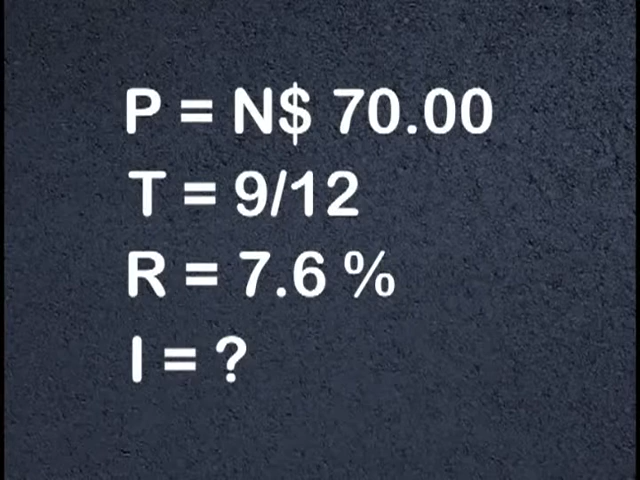 P = N$ 70.00
T = 9/12
R = 7.6 %
I = ?